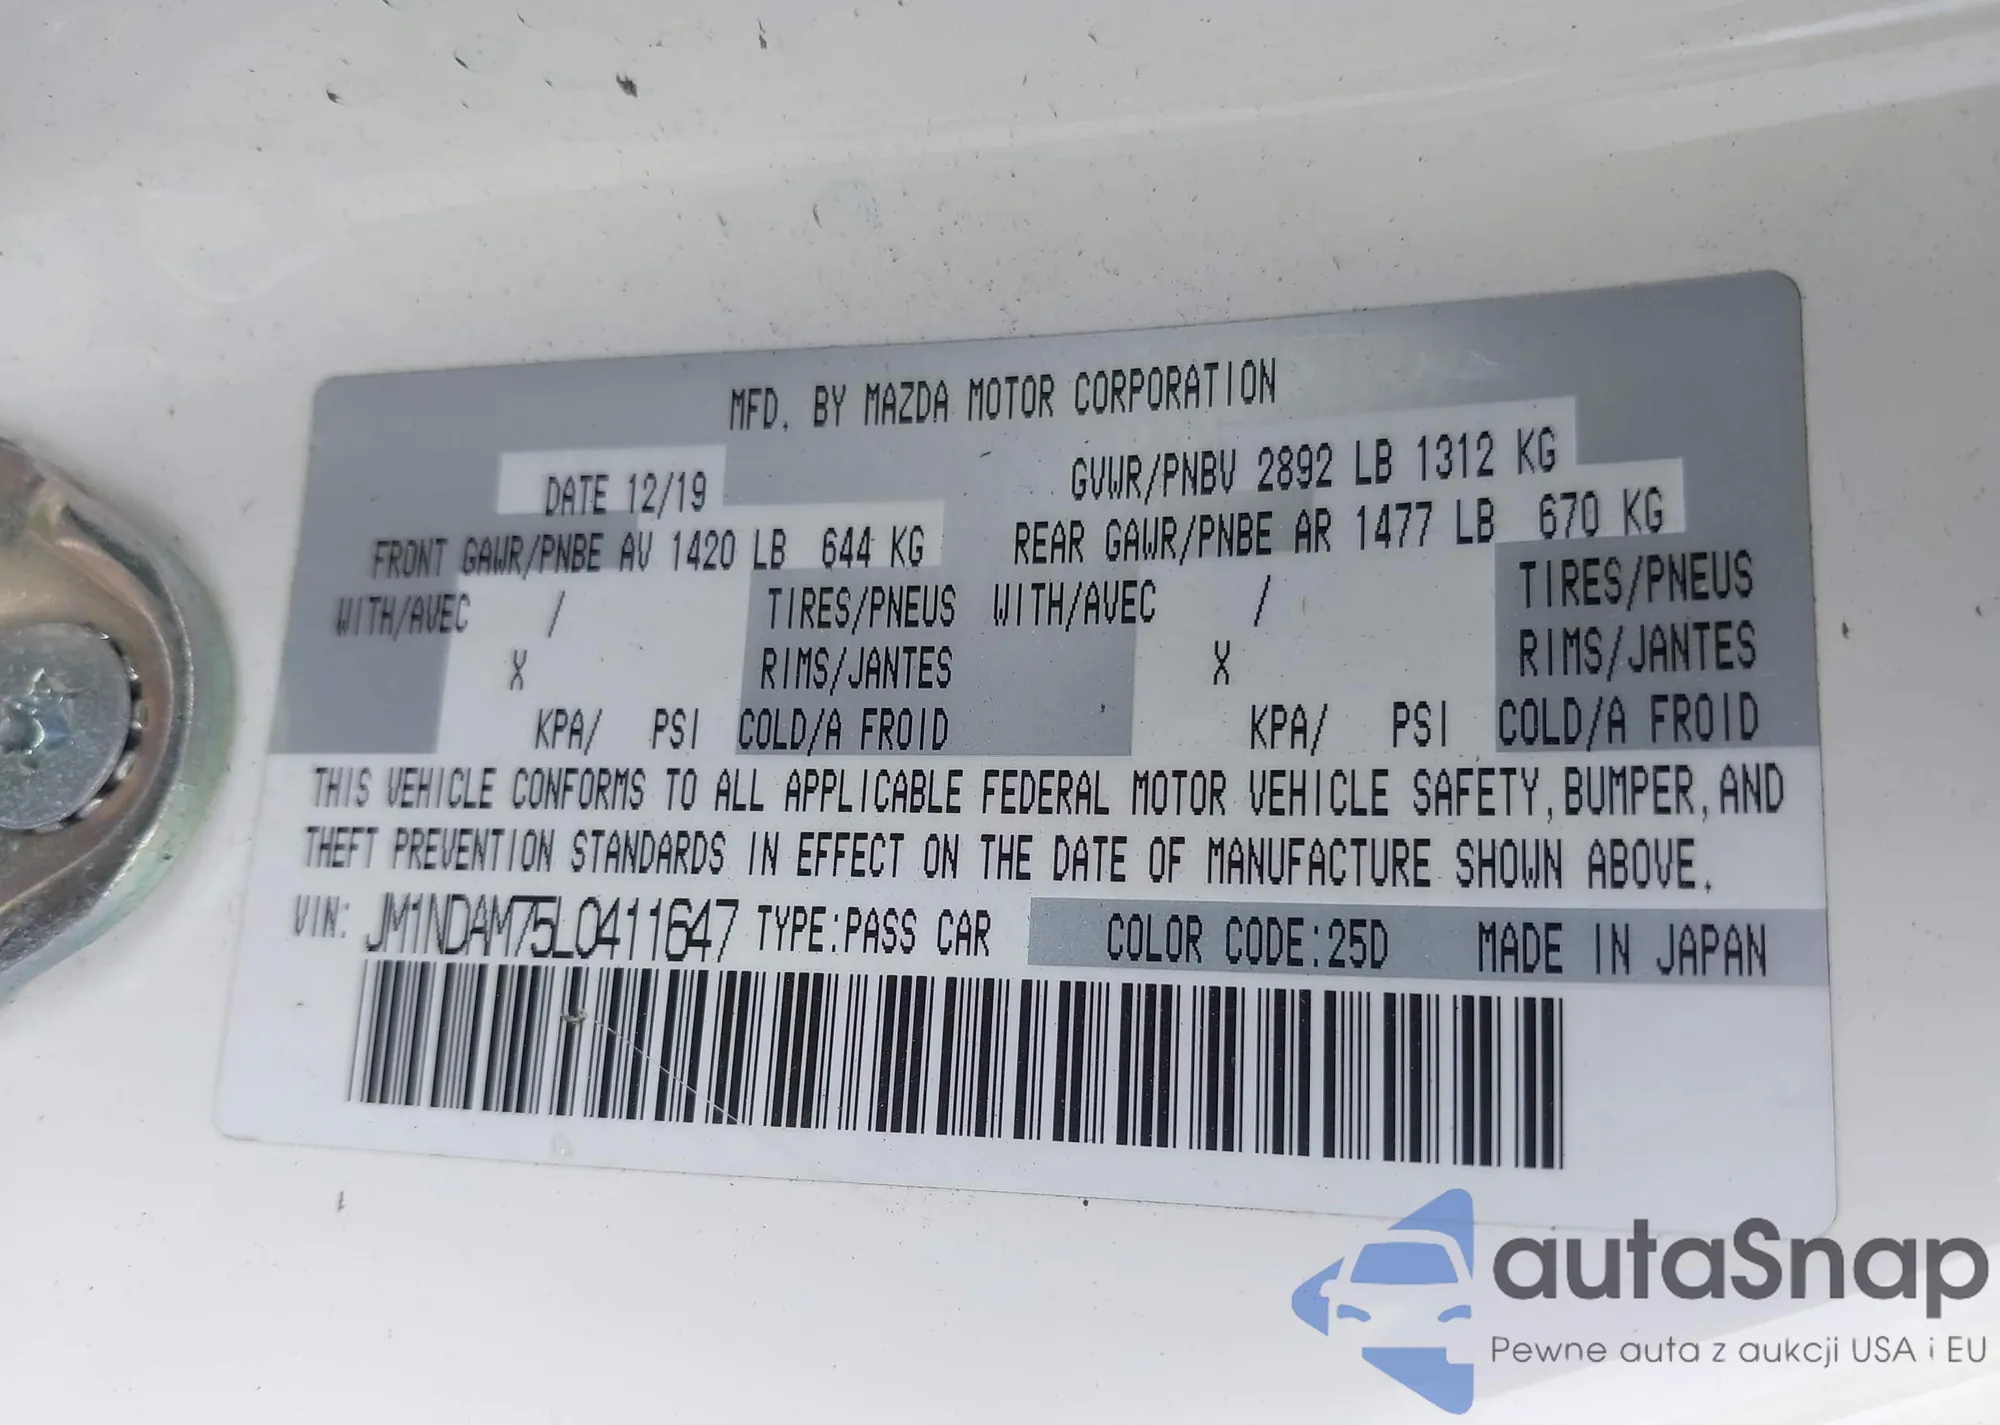 MFD. BY MAZDA MOTOR CORPORATION
DATE 12/19 GVWR/PNBV 2892 LB 1312 KG
FRONT GAWR/PNBE AV 1420 LB 644 KG REAR GAWR/PNBE AR 1477 LB 670 KG
WITH/AVEC / TIRES/PNEUS WITH/AVEC / TIRES/PNEUS
X RIMS/JANTES X RIMS/JANTES
KPA/ PSI COLD/A FROID KPA/ PSI COLD/A FROID
THIS VEHICLE CONFORMS TO ALL APPLICABLE FEDERAL MOTOR VEHICLE SAFETY, BUMPER, AND
THEFT PREVENTION STANDARDS IN EFFECT ON THE DATE OF MANUFACTURE SHOWN ABOVE.
VIN: JM1NDAM75L0411647 TYPE:PASS CAR COLOR CODE:25D MADE IN JAPAN
autaSnap
Pewne auta z aukcji USA i EU